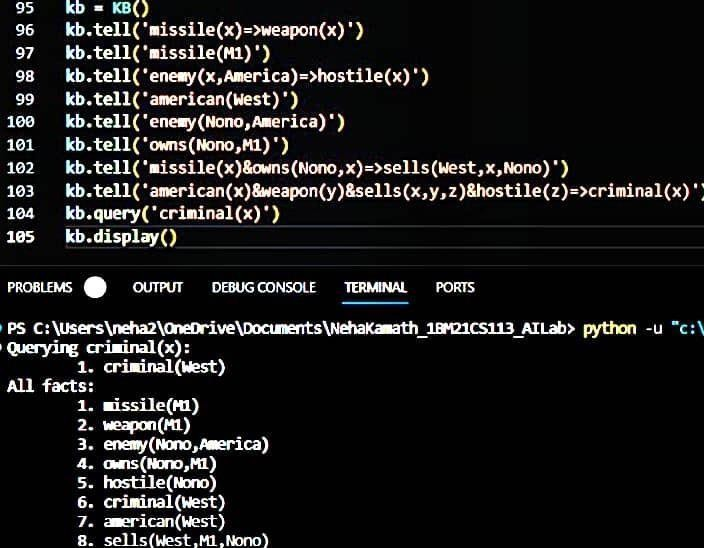 95 kb = KB()
96 kb.tell('missile(x)=>weapon(x)')
97 kb.tell('missile(M1)')
98 kb.tell('enemy(x,America)=>hostile(x)')
99 kb.tell('american(West)')
100 kb.tell('enemy(Nono,America)')
101 kb.tell('owns(Nono,M1)')
102 kb.tell('missile(x)&owns(Nono,x)=>sells(West,x,Nono)')
103 kb.tell('american(x)&weapon(y)&sells(x,y,z)&hostile(z)=>criminal(x)')
104 kb.query('criminal(x)')
105 kb.display()
PROBLEMS OUTPUT DEBUG CONSOLE TERMINAL PORTS
PS C:\Users\neha2\OneDrive\Documents\NehaKamath_1BM21CS113_AILab> python -u "c:\
Querying criminal(x):
1. criminal(West)
All facts:
1. missile(M1)
2. weapon(M1)
3. enemy(Nono,America)
4. owns(Nono,M1)
5. hostile(Nono)
6. criminal(West)
7. american(West)
8. sells(West,M1,Nono)